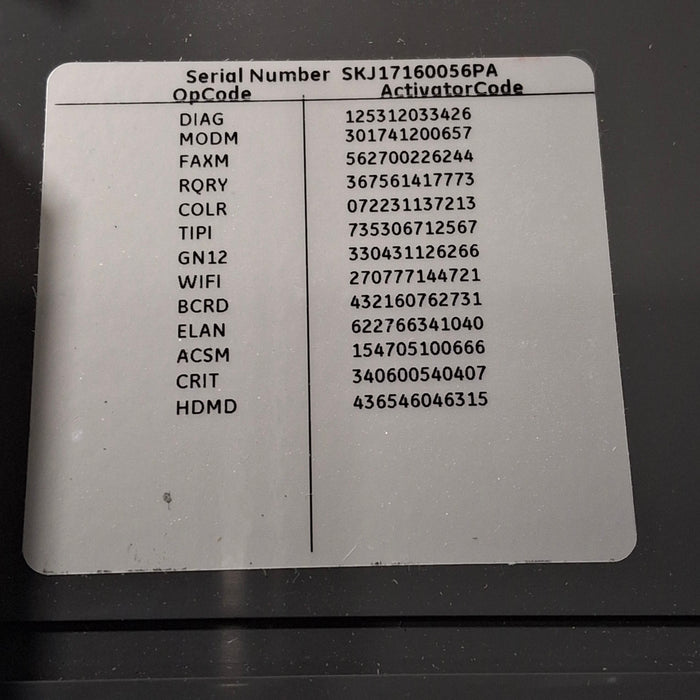 Serial Number SKJ17160056PA
OpCode ActivatorCode
DIAG 125312033426
MODM 301741200657
FAXM 562700226244
RQRY 367561417773
COLR 072231137213
TIPI 735306712567
GN12 330431126266
WIFI 270777144721
BCRD 432160762731
ELAN 622766341040
ACSM 154705100666
CRIT 340600540407
HDMD 436546046315